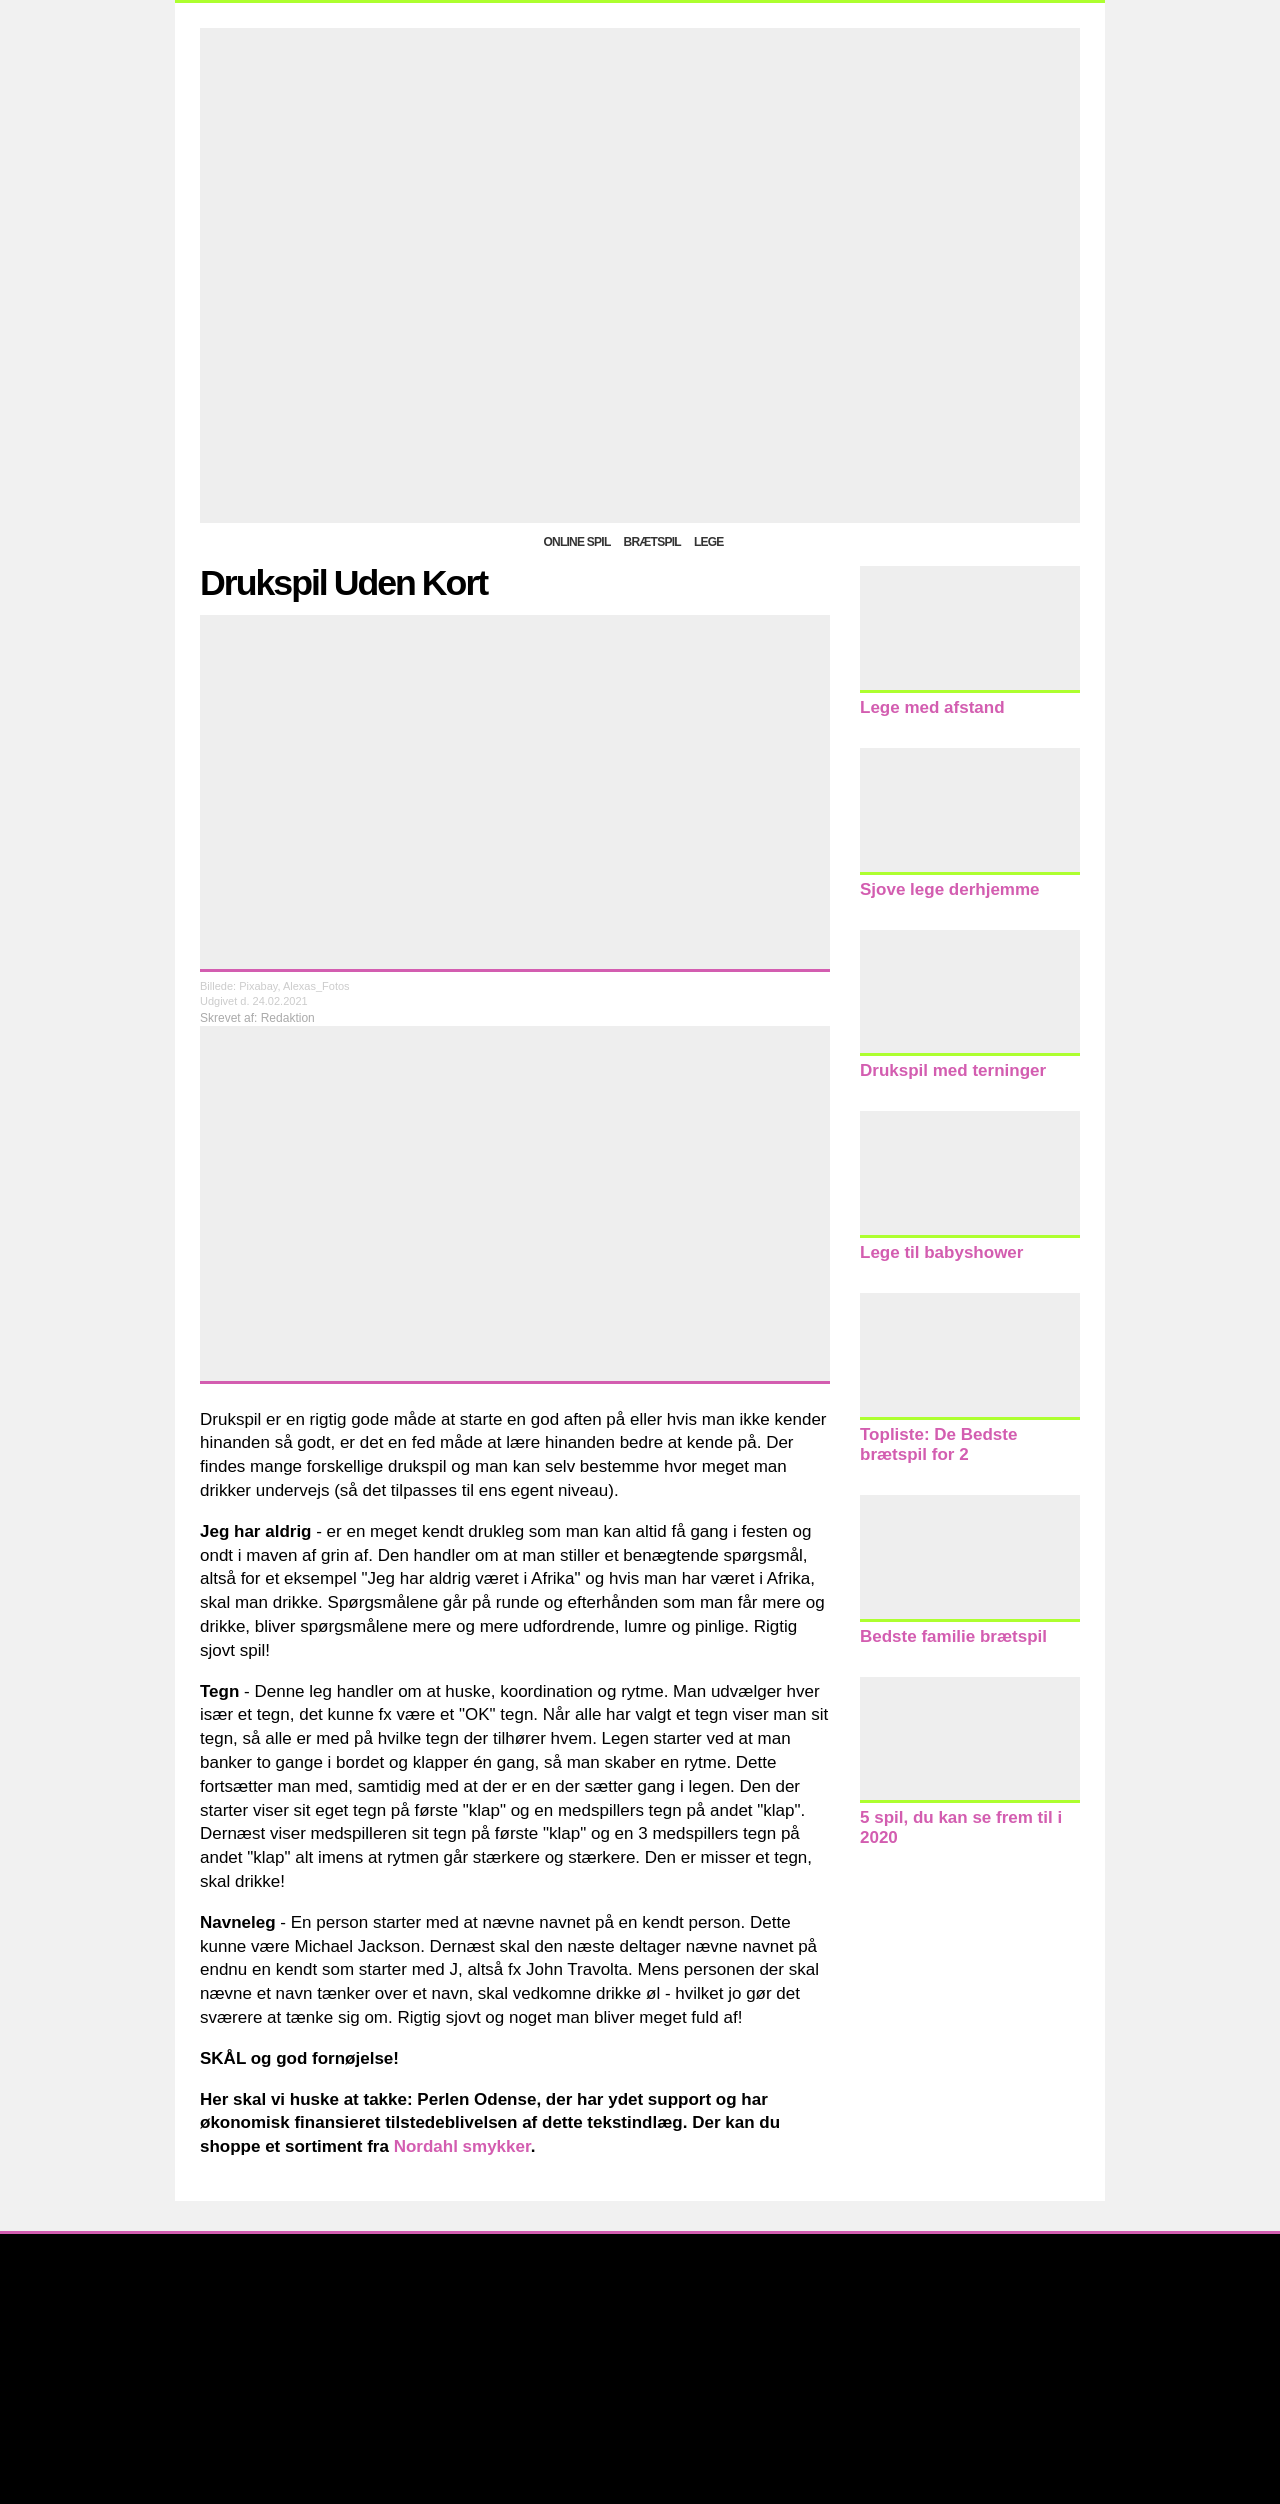 ONLINE SPIL BRÆTSPIL LEGE
Drukspil Uden Kort
Billede: Pixabay, Alexas_Fotos
Udgivet d. 24.02.2021
Skrevet af: Redaktion
Drukspil er en rigtig gode måde at starte en god aften på eller hvis man ikke kender
hinanden så godt, er det en fed måde at lære hinanden bedre at kende på. Der
findes mange forskellige drukspil og man kan selv bestemme hvor meget man
drikker undervejs (så det tilpasses til ens egent niveau).
Jeg har aldrig - er en meget kendt drukleg som man kan altid få gang i festen og
ondt i maven af grin af. Den handler om at man stiller et benægtende spørgsmål,
altså for et eksempel "Jeg har aldrig været i Afrika" og hvis man har været i Afrika,
skal man drikke. Spørgsmålene går på runde og efterhånden som man får mere og
drikke, bliver spørgsmålene mere og mere udfordrende, lumre og pinlige. Rigtig
sjovt spil!
Tegn - Denne leg handler om at huske, koordination og rytme. Man udvælger hver
især et tegn, det kunne fx være et "OK" tegn. Når alle har valgt et tegn viser man sit
tegn, så alle er med på hvilke tegn der tilhører hvem. Legen starter ved at man
banker to gange i bordet og klapper én gang, så man skaber en rytme. Dette
fortsætter man med, samtidig med at der er en der sætter gang i legen. Den der
starter viser sit eget tegn på første "klap" og en medspillers tegn på andet "klap".
Dernæst viser medspilleren sit tegn på første "klap" og en 3 medspillers tegn på
andet "klap" alt imens at rytmen går stærkere og stærkere. Den er misser et tegn,
skal drikke!
Navneleg - En person starter med at nævne navnet på en kendt person. Dette
kunne være Michael Jackson. Dernæst skal den næste deltager nævne navnet på
endnu en kendt som starter med J, altså fx John Travolta. Mens personen der skal
nævne et navn tænker over et navn, skal vedkomne drikke øl - hvilket jo gør det
sværere at tænke sig om. Rigtig sjovt og noget man bliver meget fuld af!
SKÅL og god fornøjelse!
Her skal vi huske at takke: Perlen Odense, der har ydet support og har
økonomisk finansieret tilstedeblivelsen af dette tekstindlæg. Der kan du
shoppe et sortiment fra Nordahl smykker.
Lege med afstand
Sjove lege derhjemme
Drukspil med terninger
Lege til babyshower
Topliste: De Bedste
brætspil for 2
Bedste familie brætspil
5 spil, du kan se frem til i
2020